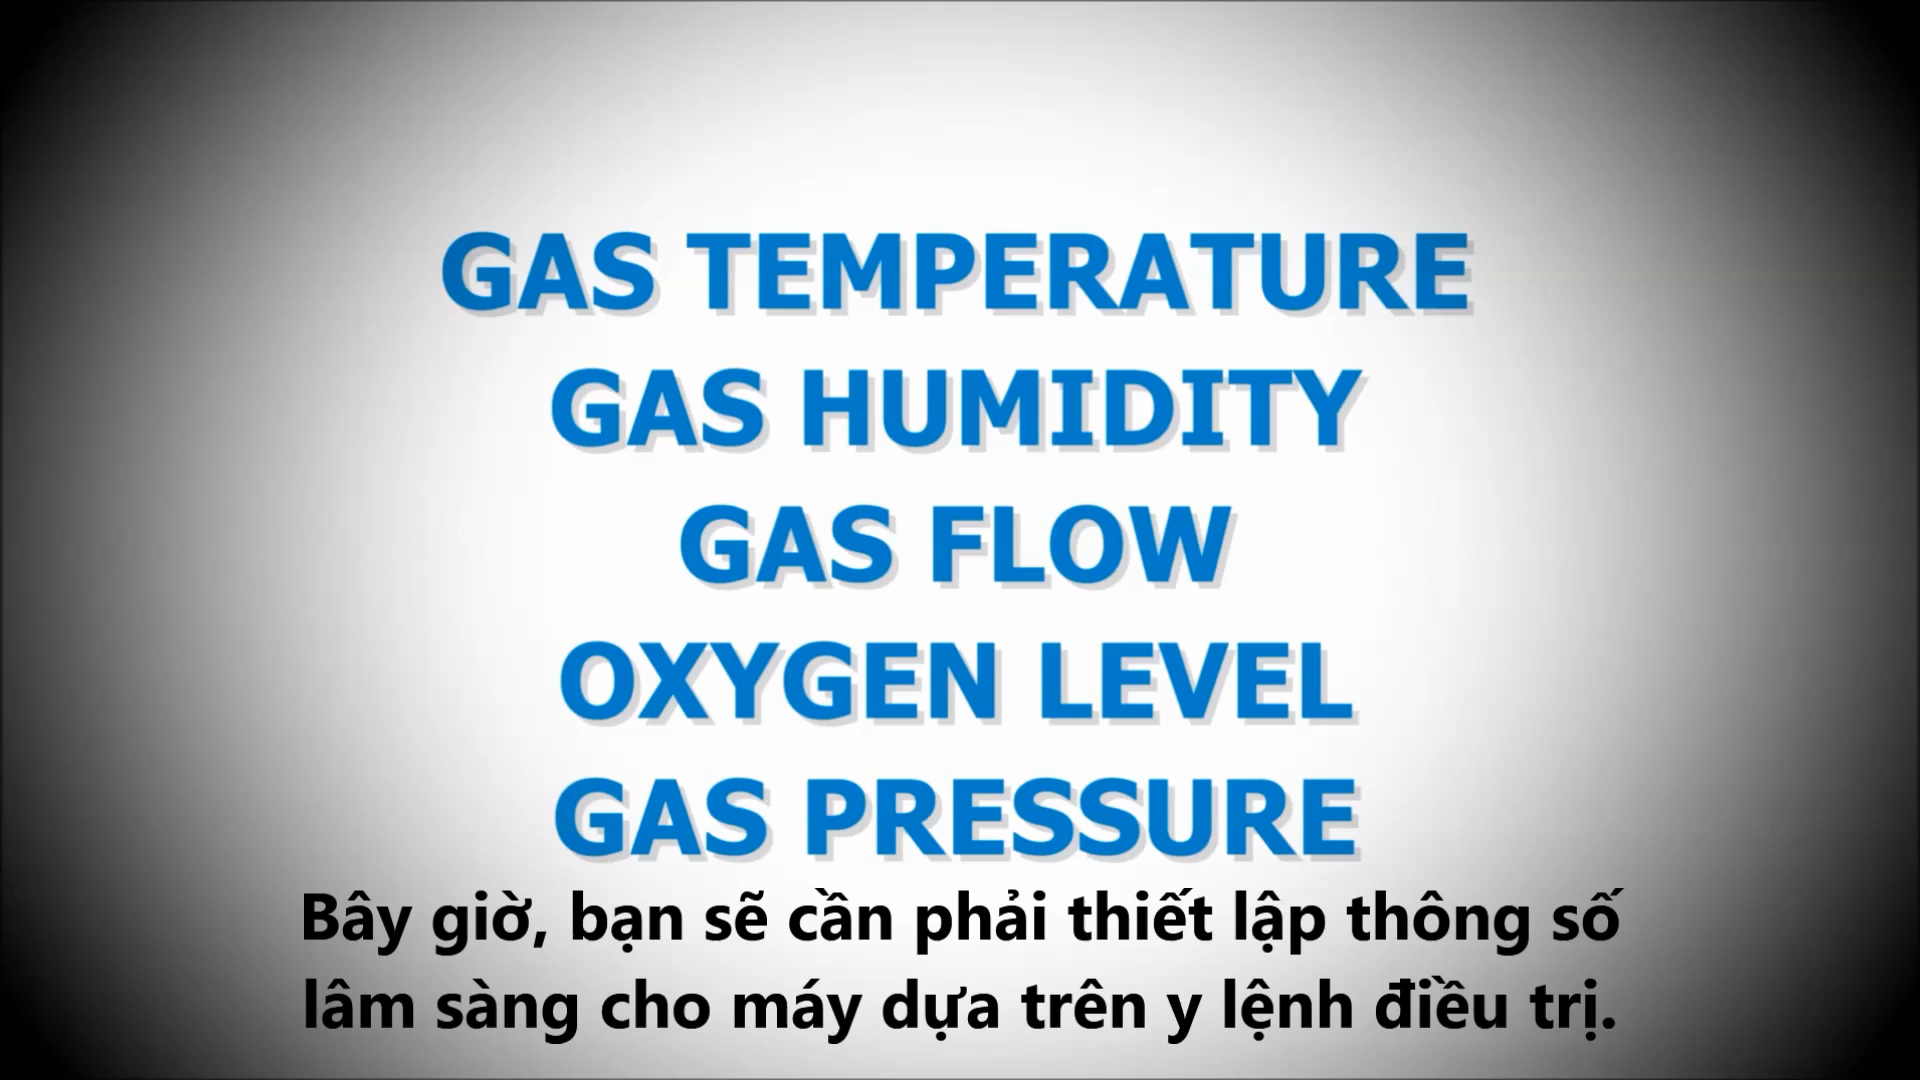 GAS TEMPERATURE
GAS HUMIDITY
GAS FLOW
OXYGEN LEVEL
GAS PRESSURE
Bây giờ, bạn sẽ cần phải thiết lập thông số
lâm sàng cho máy dựa trên y lệnh điều trị.